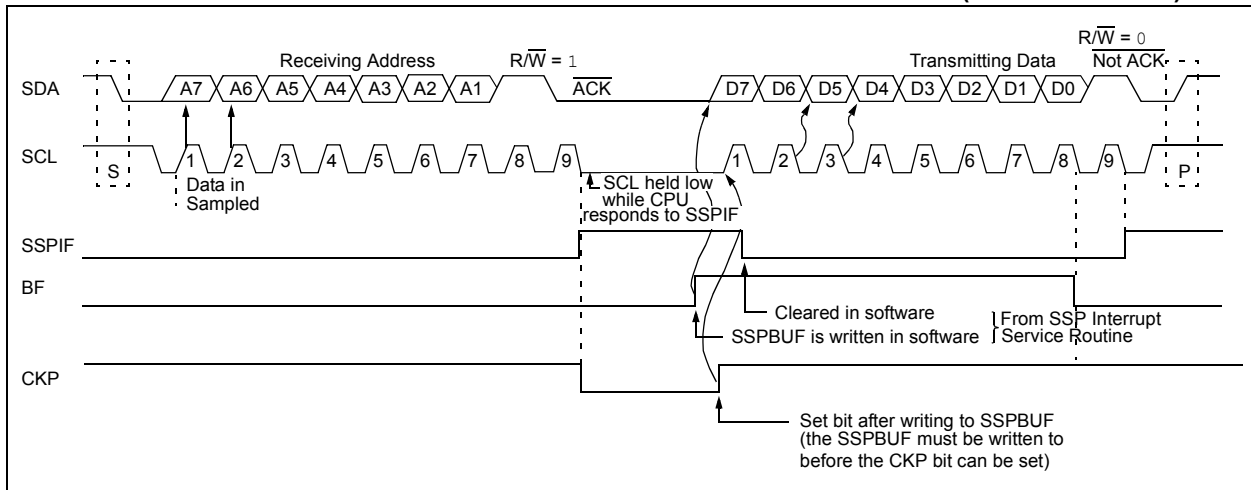 R/W = 0
Receiving Address R/W = 1 Transmitting Data Not ACK
SDA A7 A6 A5 A4 A3 A2 A1 ACK D7 D6 D5 D4 D3 D2 D1 D0
SCL 1 2 3 4 5 6 7 8 9 1 2 3 4 5 6 7 8 9
S P
Data in
Sampled
SCL held low
while CPU
responds to SSPIF
SSPIF
BF
Cleared in software
SSPBUF is written in software
From SSP Interrupt
Service Routine
CKP
Set bit after writing to SSPBUF
(the SSPBUF must be written to
before the CKP bit can be set)